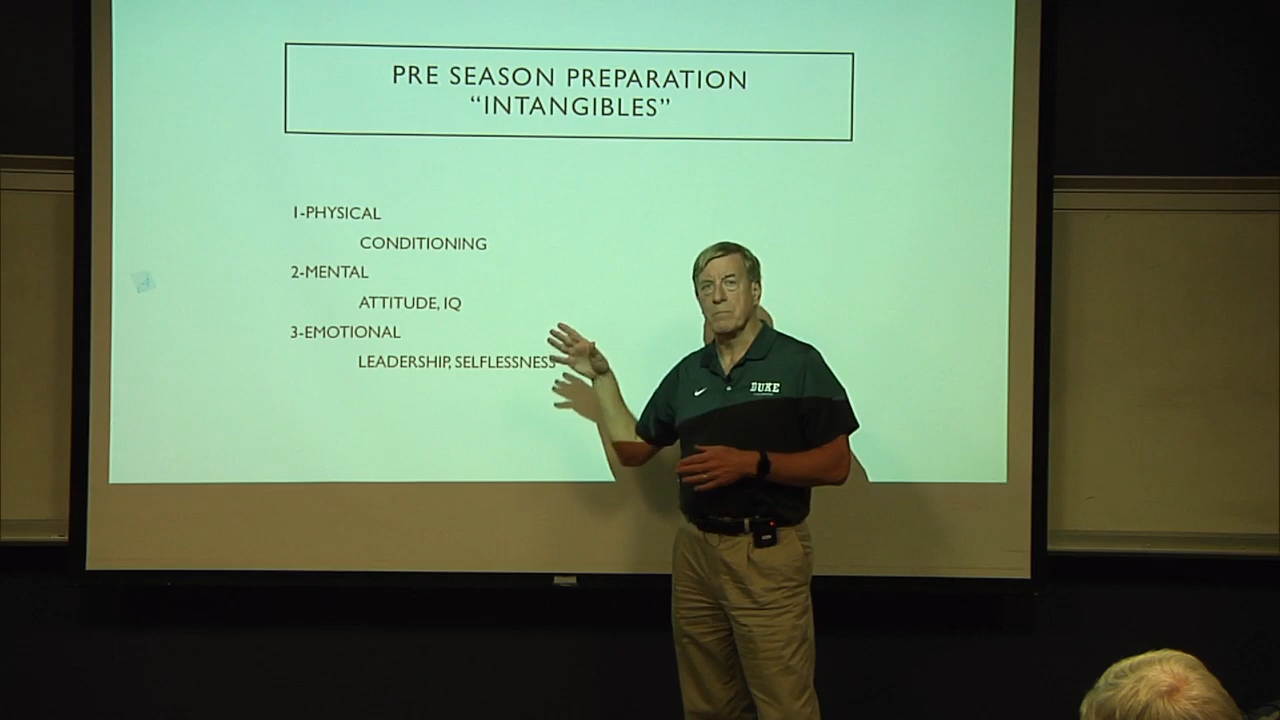 PRE SEASON PREPARATION
“INTANGIBLES”
1-PHYSICAL
CONDITIONING
2-MENTAL
ATTITUDE, IQ
3-EMOTIONAL
LEADERSHIP, SELFLESSNESS
DUKE